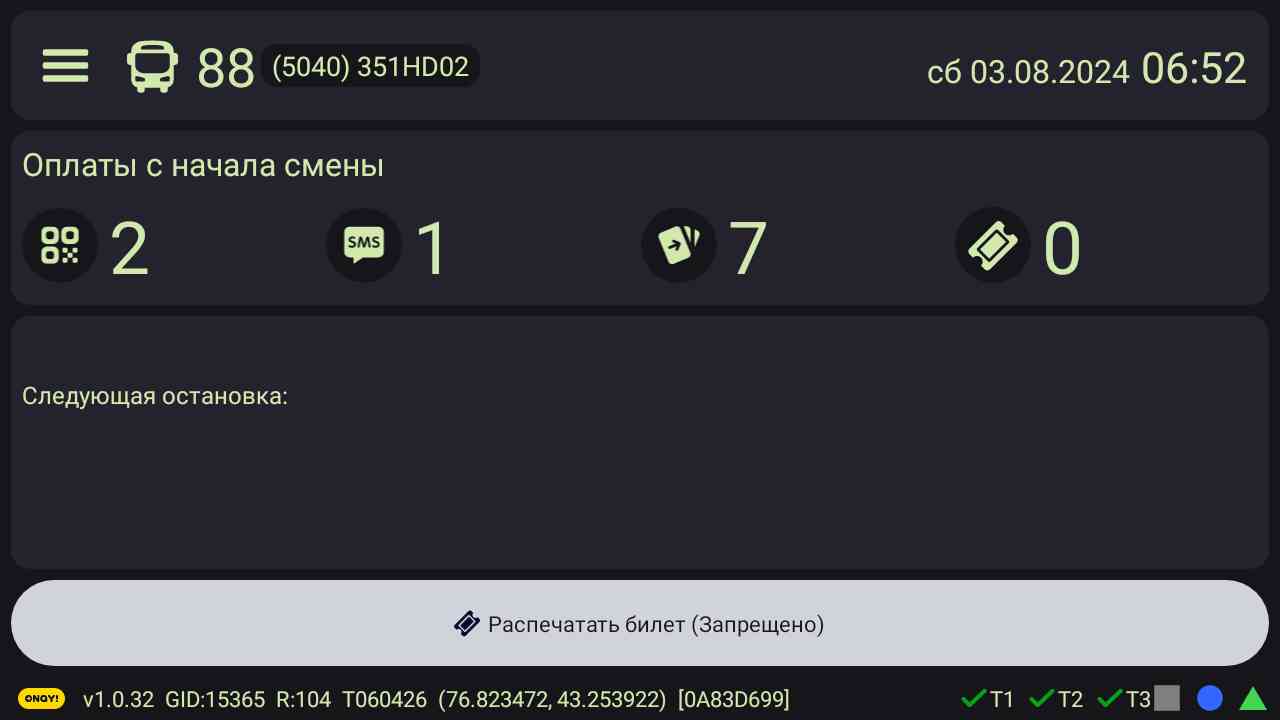 88 (5040) 351HD02 сб 03.08.2024 06:52
Оплаты с начала смены
2 SMS 1 7 0
Следующая остановка:
Распечатать билет (Запрещено)
ONAY! v1.0.32 GID:15365 R:104 T060426 (76.823472, 43.253922) [0A83D699] T1 T2 T3